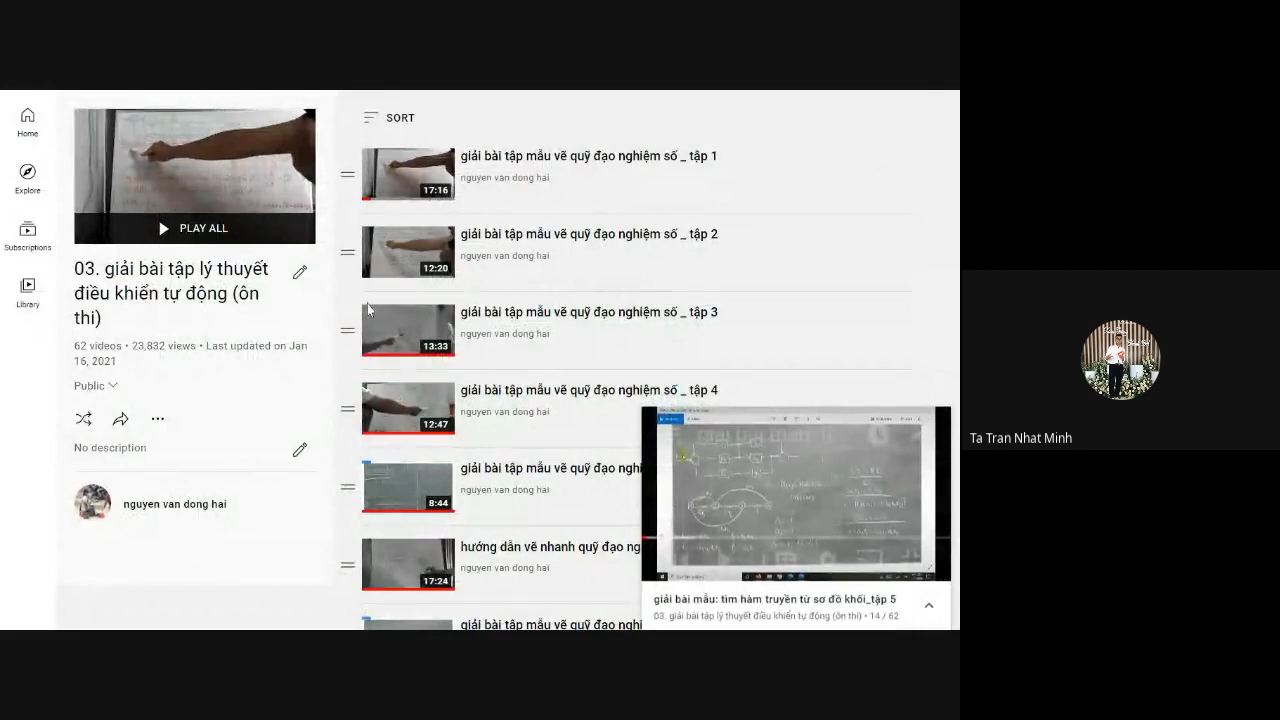 Home
Explore
Subscriptions
Library
PLAY ALL
03. giải bài tập lý thuyết
điều khiển tự động (ôn
thi)
62 videos • 23,832 views • Last updated on Jan
16, 2021
Public
No description
nguyen van dong hai
SORT
giải bài tập mẫu vẽ quỹ đạo nghiệm số _ tập 1
nguyen van dong hai
17:16
giải bài tập mẫu vẽ quỹ đạo nghiệm số _ tập 2
nguyen van dong hai
12:20
giải bài tập mẫu vẽ quỹ đạo nghiệm số _ tập 3
nguyen van dong hai
13:33
giải bài tập mẫu vẽ quỹ đạo nghiệm số _ tập 4
nguyen van dong hai
12:47
giải bài tập mẫu vẽ quỹ đạo nghi
nguyen van dong hai
8:44
hướng dẫn vẽ nhanh quỹ đạo ng
nguyen van dong hai
17:24
giải bài tập mẫu vẽ quỹ đạo nghi
giải bài mẫu: tìm hàm truyền từ sơ đồ khối_tập 5
03. giải bài tập lý thuyết điều khiển tự động (ôn thi) • 14 / 62
Ta Tran Nhat Minh